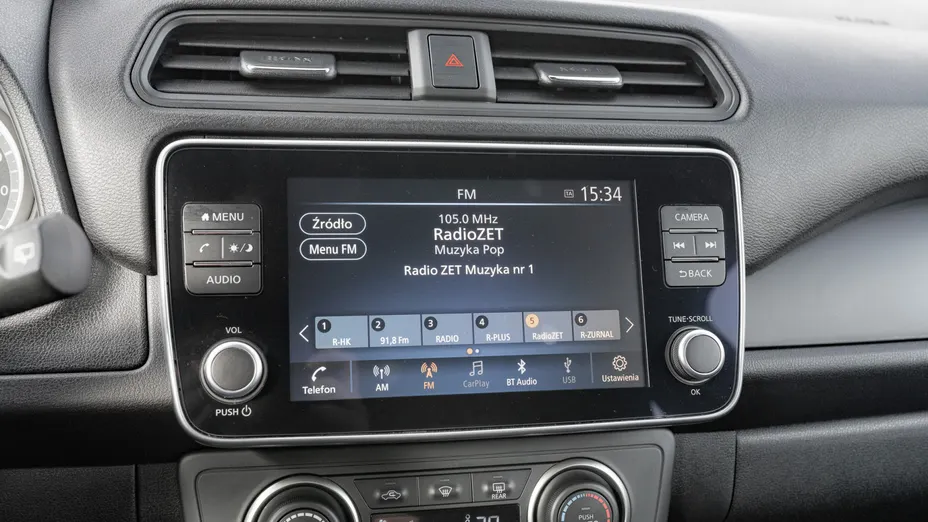 FM
1A 15:34
Źródło
Menu FM
105.0 MHz
RadioZET
Muzyka Pop
Radio ZET Muzyka nr 1
1 R-HK
2 91,8 Fm
3 RADIO
4 R-PLUS
5 RadioZET
6 R-ZURNAL
Telefon
AM
FM
CarPlay
BT Audio
USB
Ustawienia
MENU
AUDIO
VOL
PUSH
CAMERA
BACK
TUNE·SCROLL
OK
REAR
PUSH